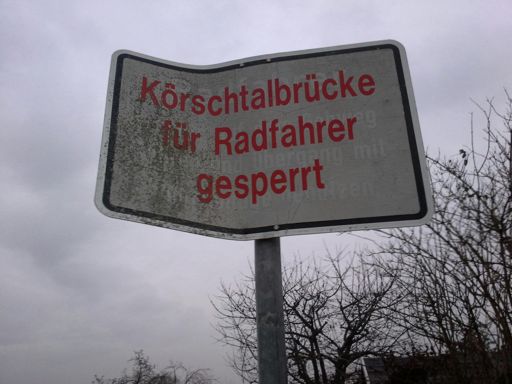 Körschtalbrücke
für Radfahrer
gesperrt